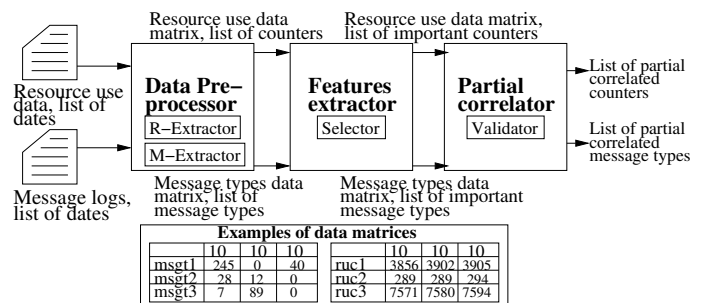 Resource use data
matrix, list of counters
Resource use data matrix,
list of important counters
Resource use
data, list of
dates
Data Pre-
processor
R-Extractor
M-Extractor
Features
extractor
Selector
Partial
correlator
Validator
List of partial
correlated
counters
List of partial
correlated
message types
Message logs,
list of dates
Message types data
matrix, list of
message types
Message types data
matrix, list of important
message types
Examples of data matrices
10 10 10
msgt1 245 0 40
msgt2 28 12 0
msgt3 7 89 0
10 10 10
ruc1 3856 3902 3905
ruc2 289 289 294
ruc3 7571 7580 7594